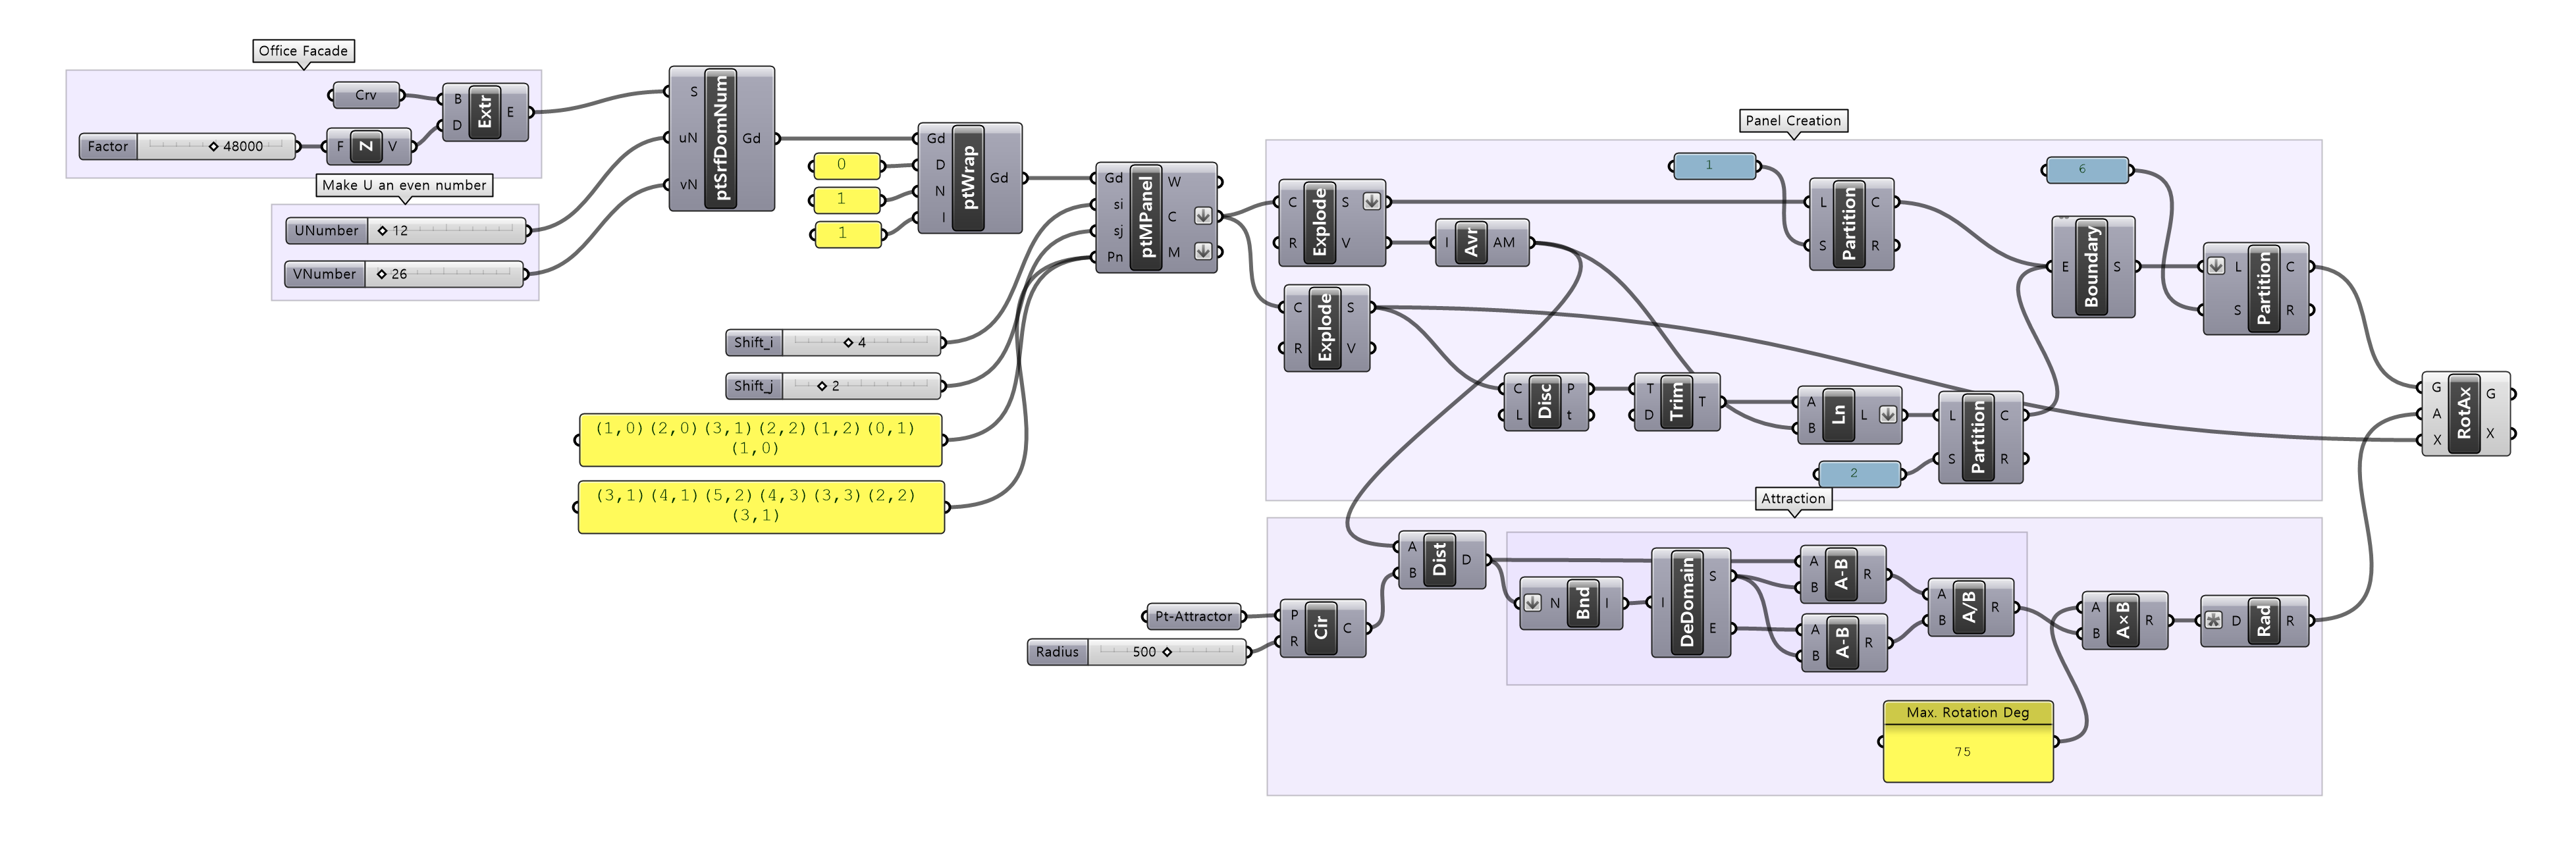 Office Facade
Crv
B
D
Extr
E
Factor
48000
F
Z
V
Make U an even number
UNumber
12
VNumber
26
S
uN
vN
ptSrfDomNum
Gd
0
1
1
Gd
D
N
I
ptWrap
Gd
Shift_i
4
Shift_j
2
(1,0)(2,0)(3,1)(2,2)(1,2)(0,1)
(1,0)
(3,1)(4,1)(5,2)(4,3)(3,3)(2,2)
(3,1)
Gd
si
sj
Pn
ptMPanel
W
C
M
Panel Creation
C
R
Explode
S
V
I
Avr
AM
C
R
Explode
S
V
1
L
S
Partition
C
R
6
E
Boundary
S
L
S
Partition
C
R
C
L
Disc
P
t
T
D
Trim
T
A
B
Ln
L
2
L
S
Partition
C
R
G
A
X
RotAx
G
X
Attraction
Pt-Attractor
Radius
500
P
R
Cir
C
A
B
Dist
D
N
Bnd
I
I
DeDomain
S
E
A
B
A-B
R
A
B
A-B
R
A
B
A/B
R
Max. Rotation Deg
75
A
B
A×B
R
D
Rad
R